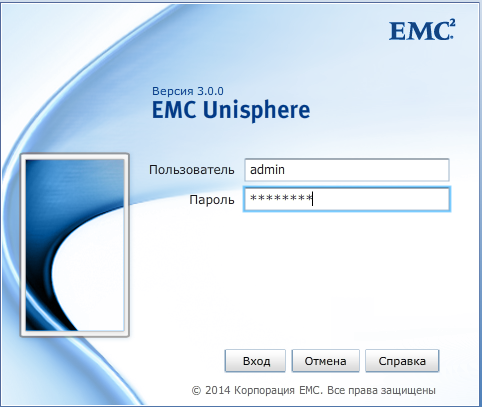 EMC²
Версия 3.0.0
EMC Unisphere
Пользователь admin
Пароль ********
Вход Отмена Справка
© 2014 Корпорация EMC. Все права защищены